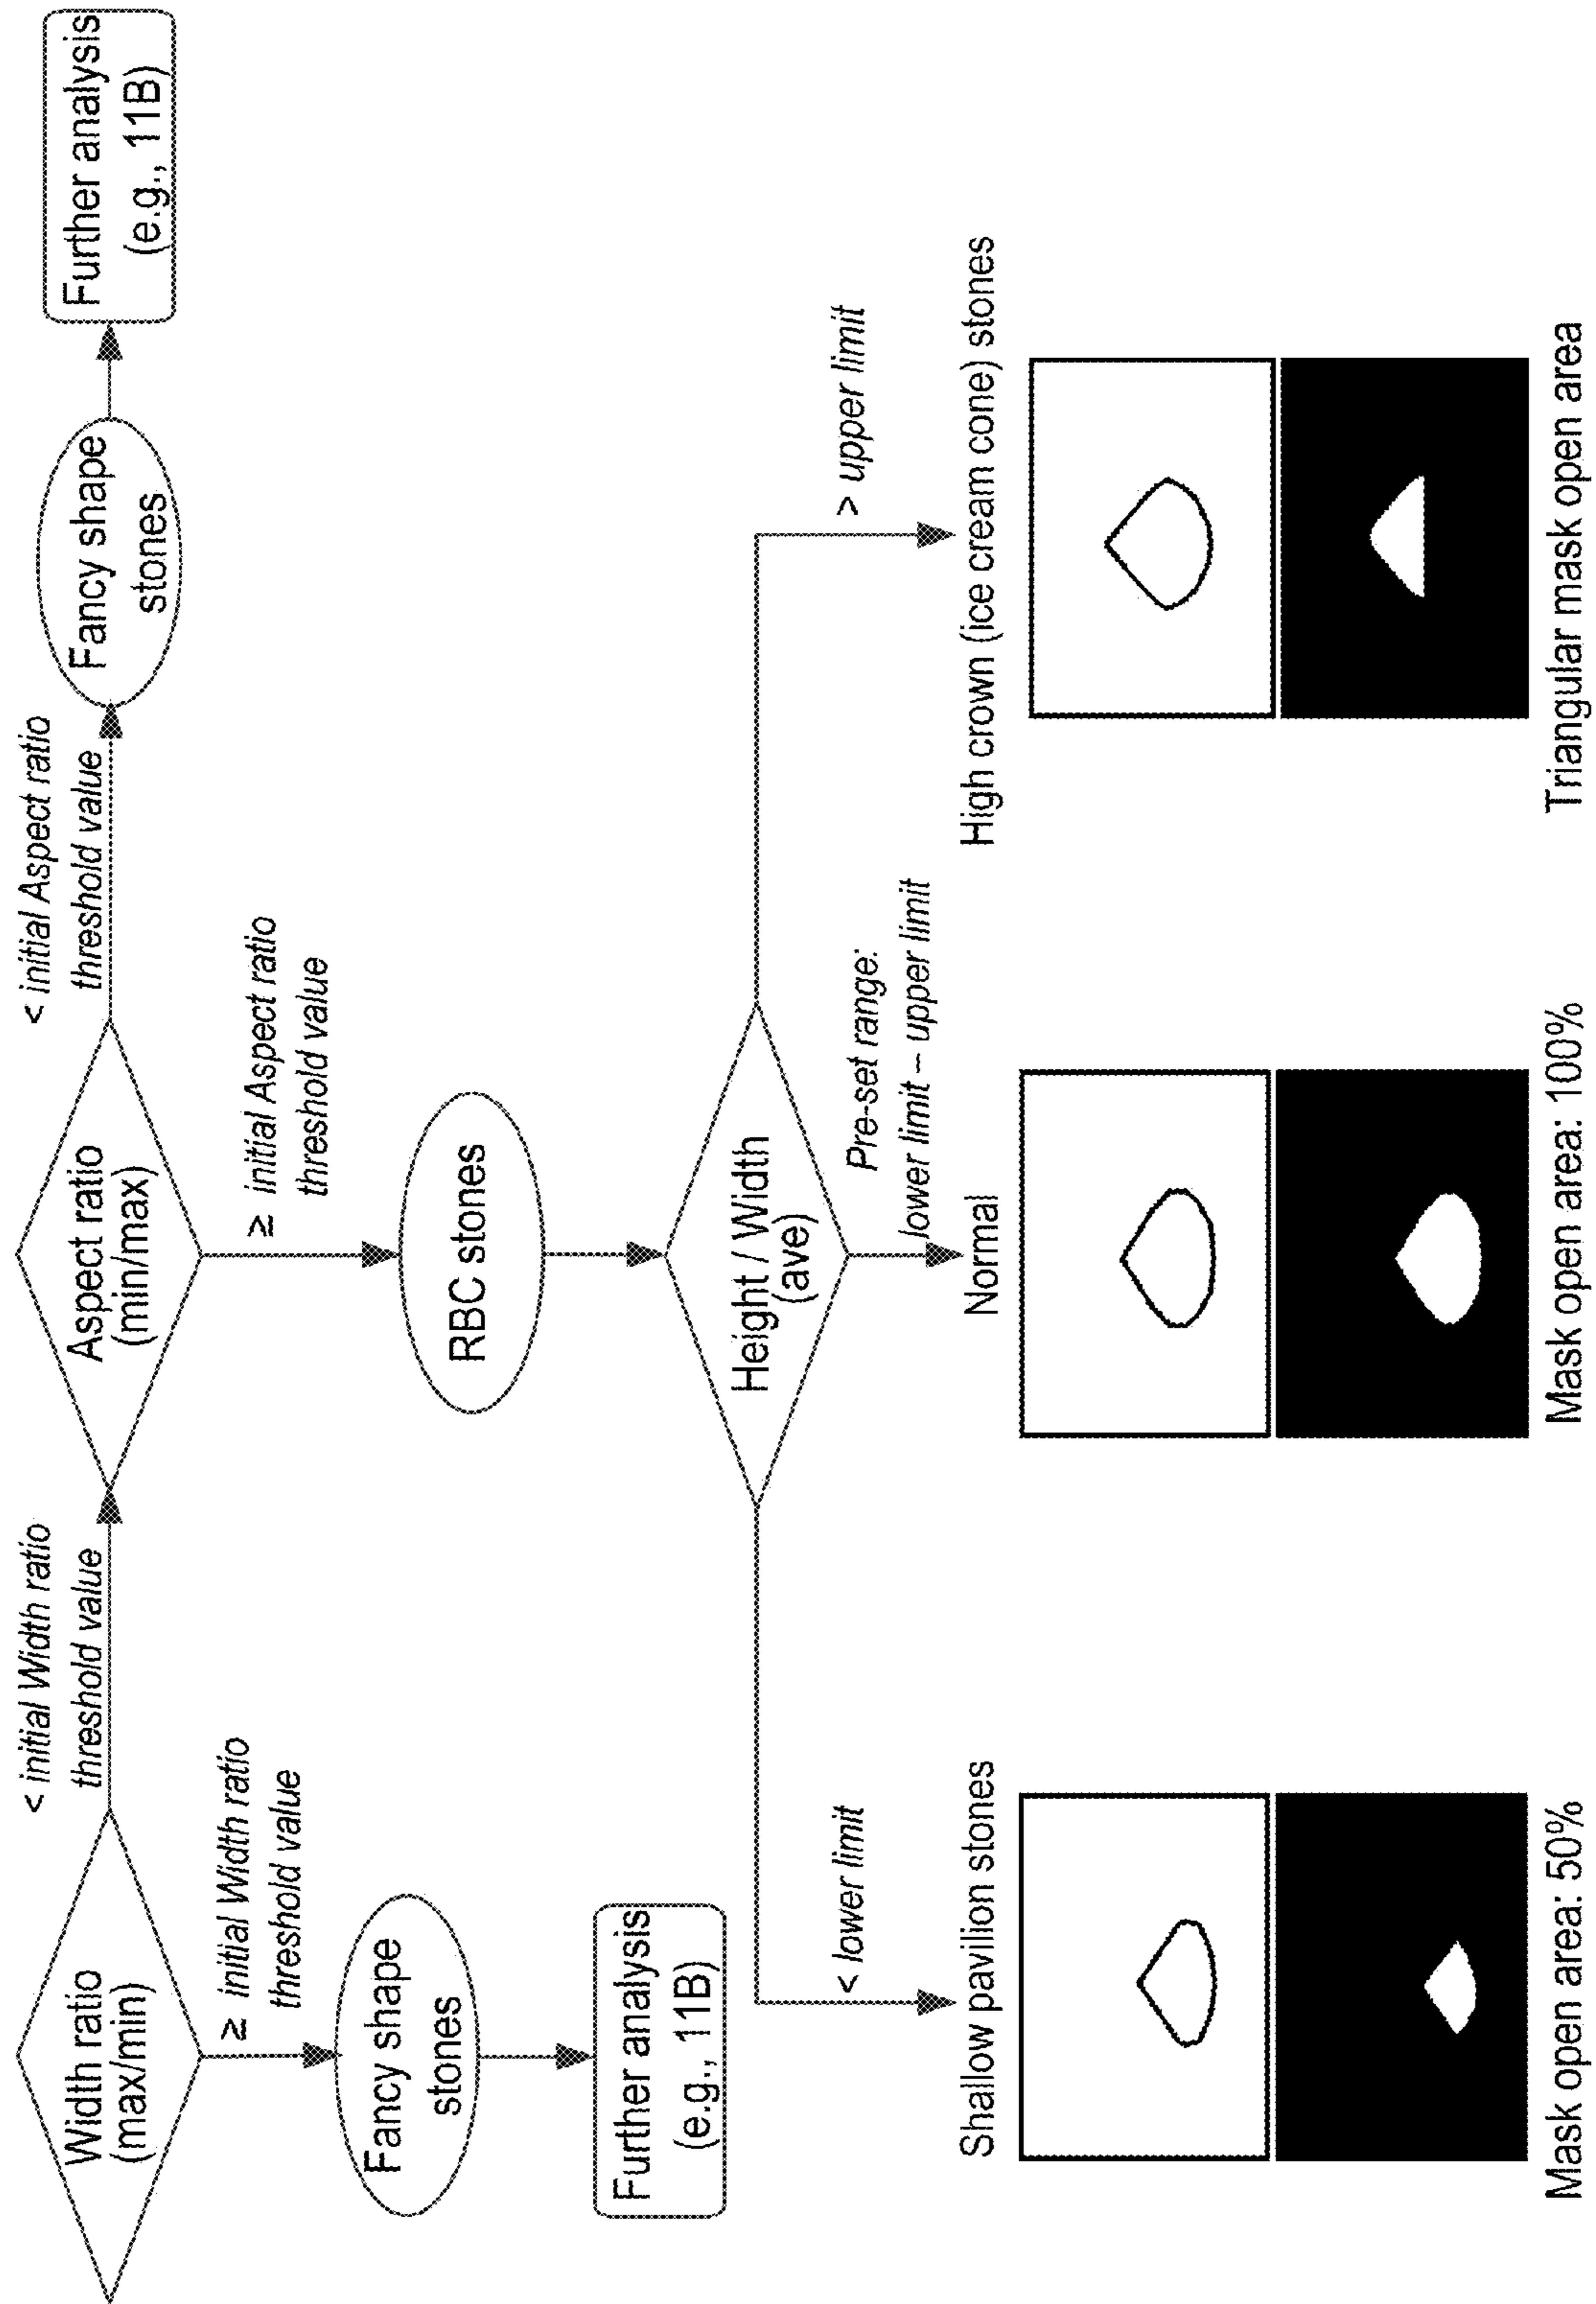 Width ratio
(max/min)
< initial Width ratio
threshold value
Aspect ratio
(min/max)
< initial Aspect ratio
threshold value
Fancy shape
stones
Further analysis
(e.g., 11B)
≥ initial Width ratio
threshold value
Fancy shape
stones
Further analysis
(e.g., 11B)
≥ initial Aspect ratio
threshold value
RBC stones
Height / Width
(ave)
< lower limit
Pre-set range:
lower limit – upper limit
> upper limit
Shallow pavilion stones
Normal
High crown (ice cream cone) stones
Mask open area: 50%
Mask open area: 100%
Triangular mask open area